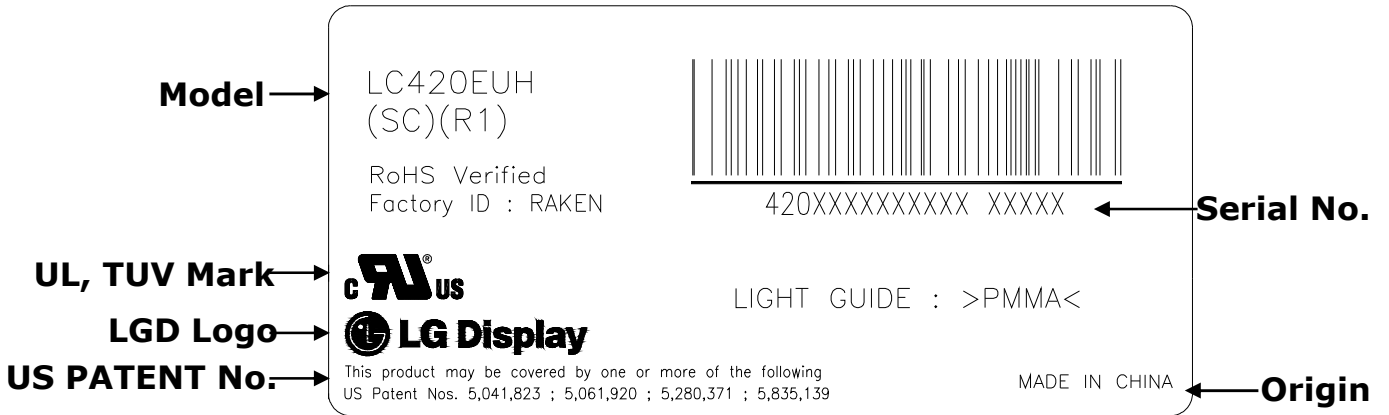 Model
LC420EUH
(SC)(R1)
RoHS Verified
Factory ID : RAKEN
420XXXXXXXXXX XXXXX
Serial No.
UL, TUV Mark
c RU ® US
LIGHT GUIDE : >PMMA<
LGD Logo
LG Display
US PATENT No.
This product may be covered by one or more of the following
US Patent Nos. 5,041,823 ; 5,061,920 ; 5,280,371 ; 5,835,139
MADE IN CHINA
Origin